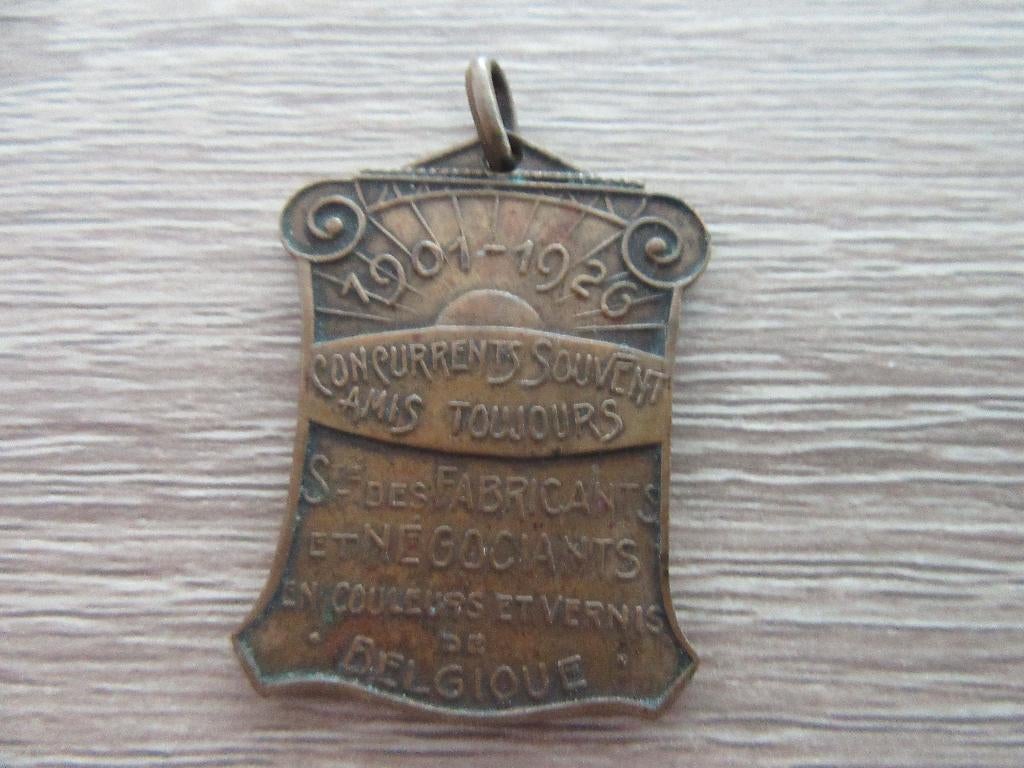 1901-1926
CONCURRENTS SOUVENT
AMIS TOUJOURS
STÉ DES FABRICANTS
ET NÉGOCIANTS
EN COULEURS ET VERNIS
DE
BELGIQUE